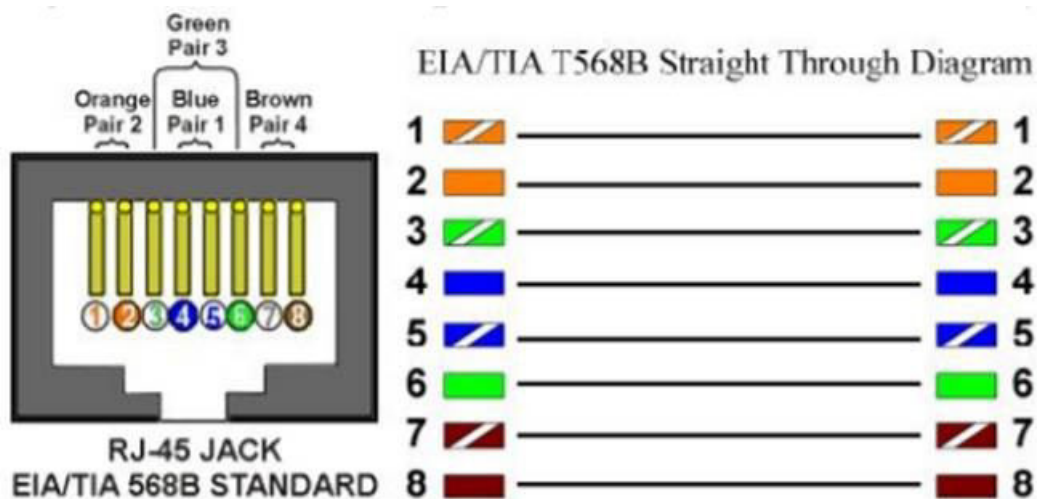 Green
Pair 3
Orange Blue Brown
Pair 2 Pair 1 Pair 4
1 2 3 4 5 6 7 8
RJ-45 JACK
EIA/TIA 568B STANDARD
EIA/TIA T568B Straight Through Diagram
1 1
2 2
3 3
4 4
5 5
6 6
7 7
8 8